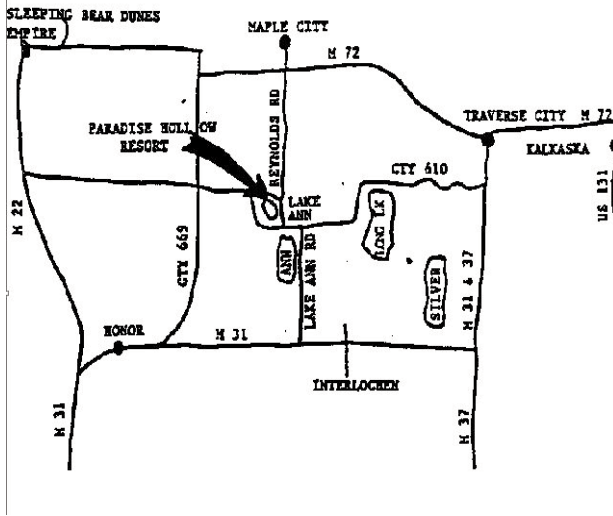 SLEEPING BEAR DUNES
EMPIRE
MAPLE CITY
M 72
TRAVERSE CITY M 72
KALKASKA
US 131
PARADISE HOLLOW
RESORT
REYNOLDS RD
CTY 610
LAKE
ANN
LONG LK
M 22
CTY 669
ANN
LAKE ANN RD
SILVER
M 31 & 37
HONOR
M 31
INTERLOCHEN
M 31
M 37